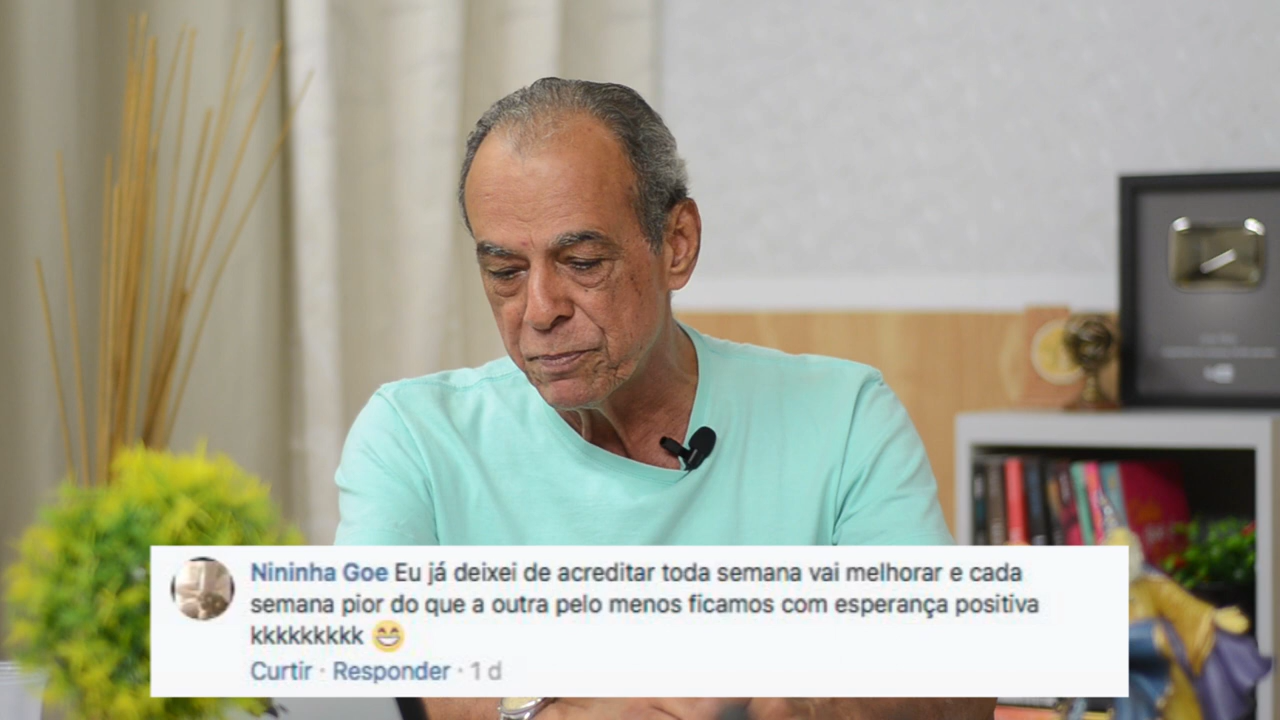 Nininha Goe Eu já deixei de acreditar toda semana vai melhorar e cada
semana pior do que a outra pelo menos ficamos com esperança positiva
kkkkkkkkk 😁
Curtir · Responder · 1 d